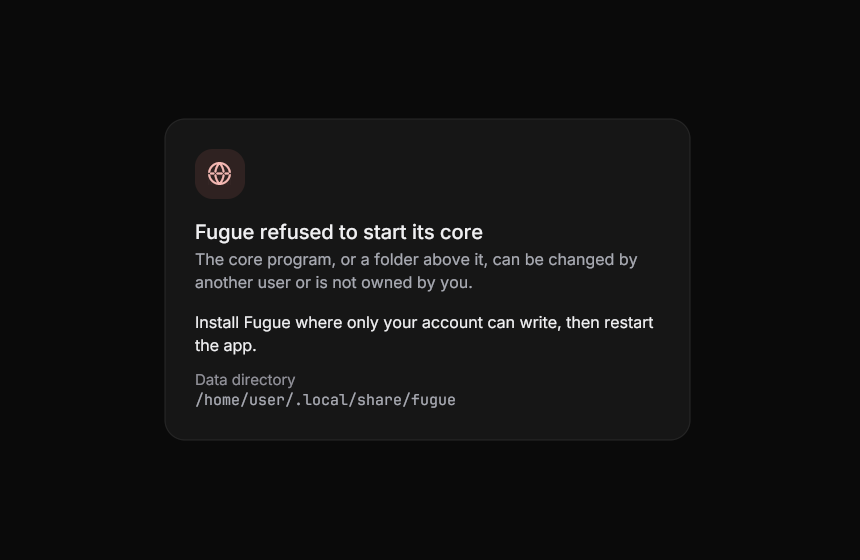 Fugue refused to start its core
The core program, or a folder above it, can be changed by
another user or is not owned by you.
Install Fugue where only your account can write, then restart
the app.
Data directory
/home/user/.local/share/fugue